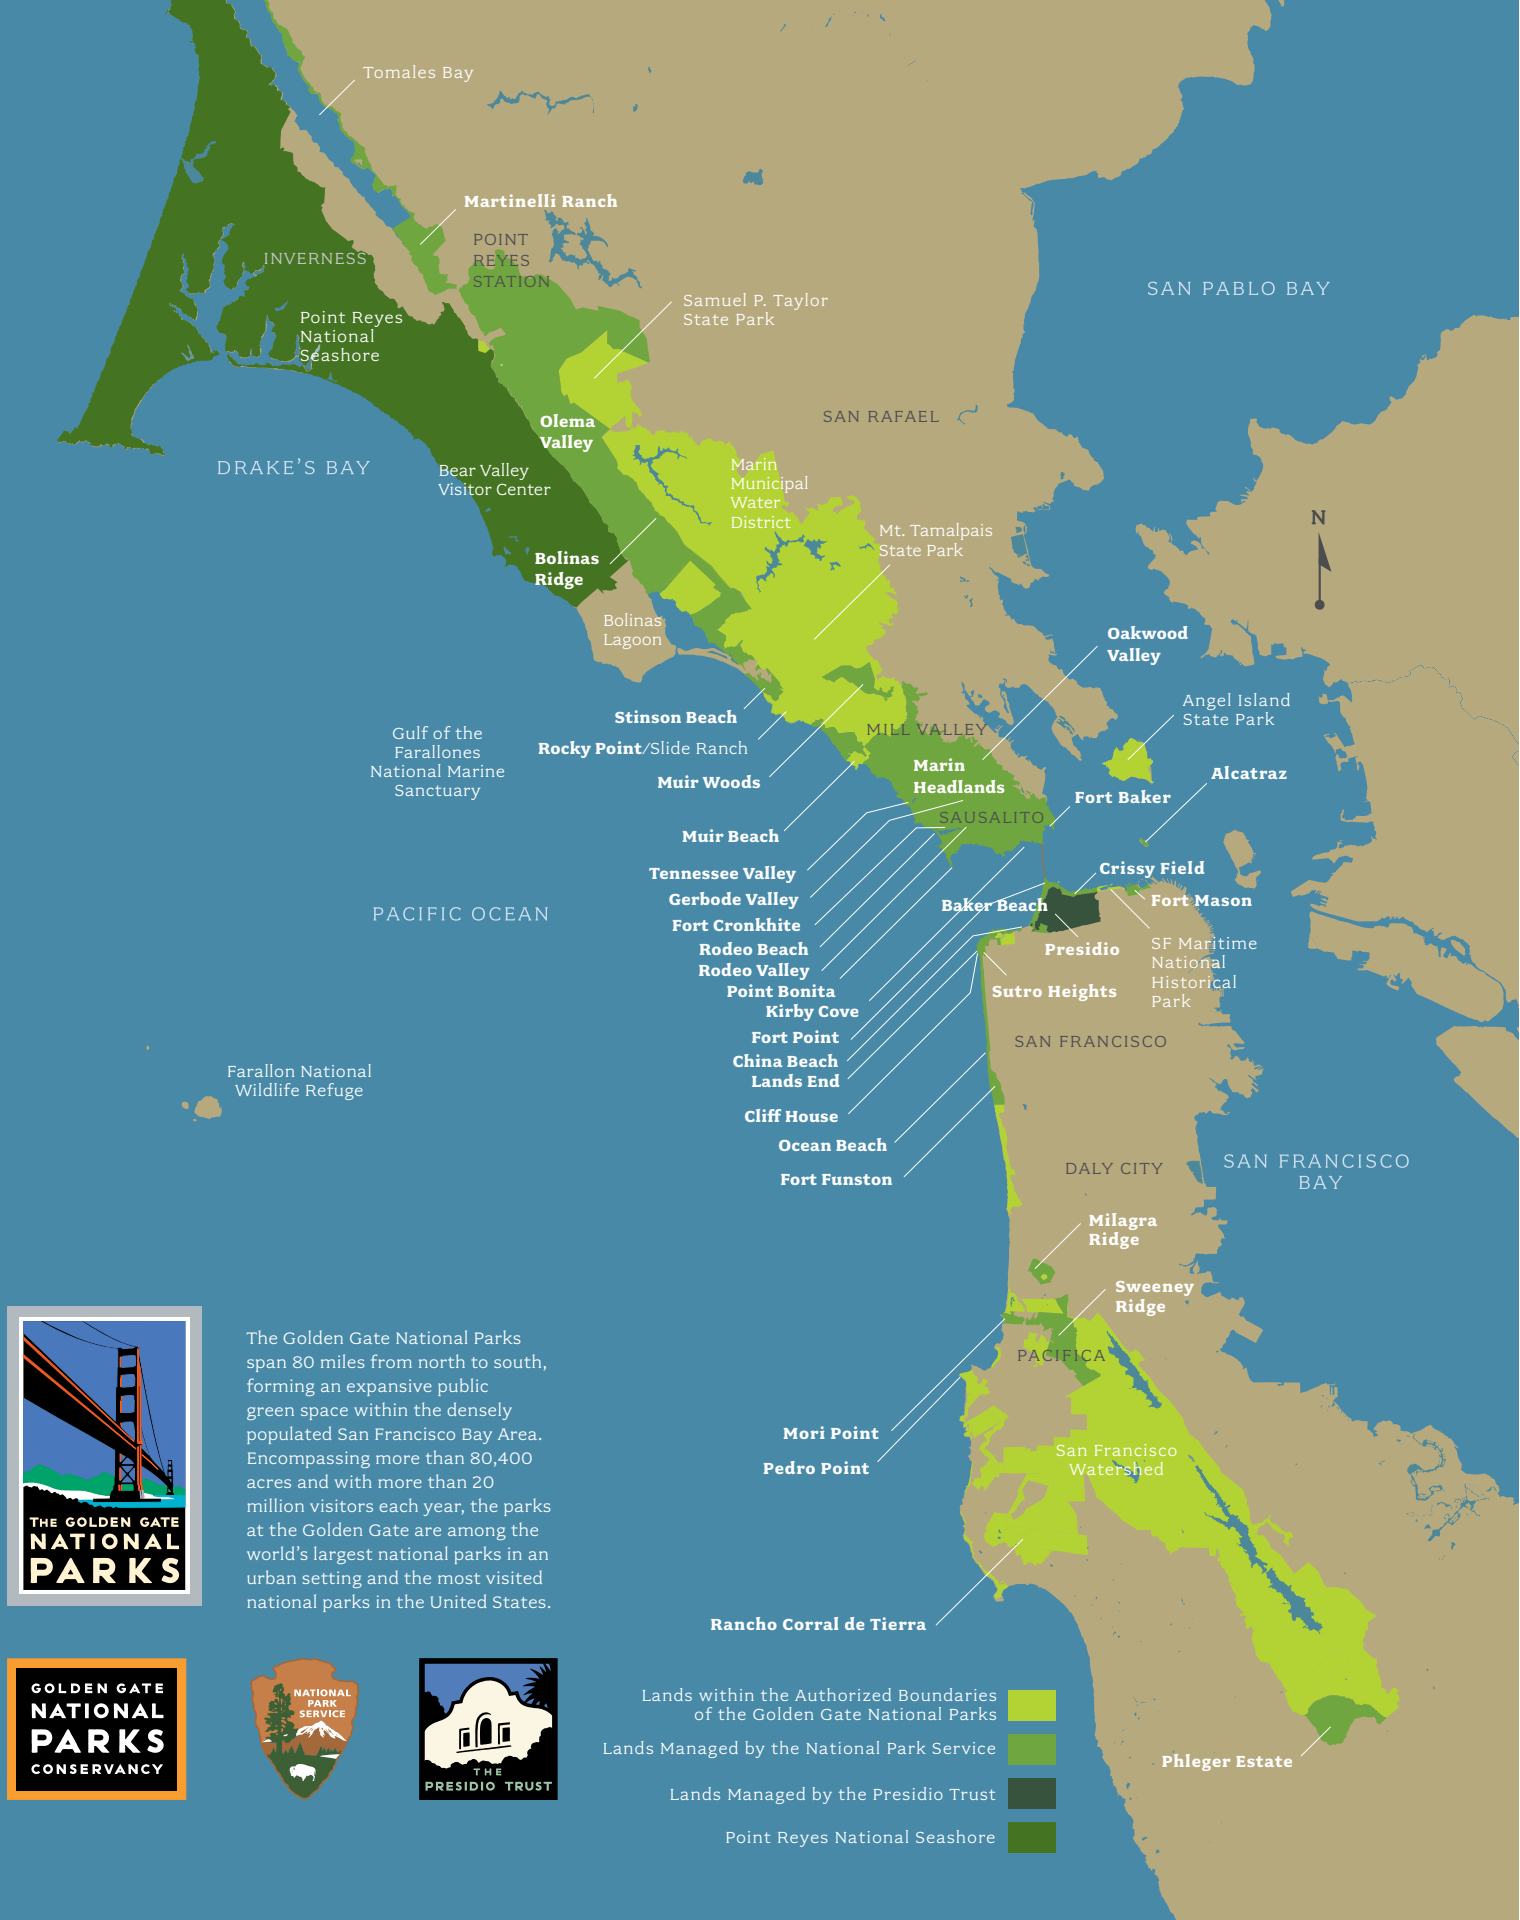 Tomales Bay
Martinelli Ranch
POINT
REYES
STATION
INVERNESS
SAN PABLO BAY
Samuel P. Taylor
State Park
Point Reyes
National
Seashore
SAN RAFAEL
Olema
Valley
DRAKE'S BAY
Bear Valley
Visitor Center
Marin
Municipal
Water
District
N
Mt. Tamalpais
State Park
Bolinas
Ridge
Bolinas
Lagoon
Oakwood
Valley
Angel Island
State Park
Stinson Beach
Rocky Point/Slide Ranch
MILL VALLEY
Gulf of the
Farallones
National Marine
Sanctuary
Muir Woods
Marin
Headlands
Alcatraz
Fort Baker
SAUSALITO
Muir Beach
Tennessee Valley
Crissy Field
Gerbode Valley
Baker Beach
Fort Mason
PACIFIC OCEAN
Fort Cronkhite
Rodeo Beach
Presidio
SF Maritime
National
Historical
Park
Rodeo Valley
Point Bonita
Sutro Heights
Kirby Cove
Fort Point
SAN FRANCISCO
China Beach
Lands End
Farallon National
Wildlife Refuge
Cliff House
Ocean Beach
Fort Funston
DALY CITY
SAN FRANCISCO
BAY
Milagra
Ridge
Sweeney
Ridge
PACIFICA
Mori Point
Pedro Point
San Francisco
Watershed
Rancho Corral de Tierra
Phleger Estate
The Golden Gate National Parks
span 80 miles from north to south,
forming an expansive public
green space within the densely
populated San Francisco Bay Area.
Encompassing more than 80,400
acres and with more than 20
million visitors each year, the parks
at the Golden Gate are among the
world's largest national parks in an
urban setting and the most visited
national parks in the United States.
THE GOLDEN GATE
NATIONAL
PARKS
GOLDEN GATE
NATIONAL
PARKS
CONSERVANCY
NATIONAL
PARK
SERVICE
THE
PRESIDIO TRUST
Lands within the Authorized Boundaries
of the Golden Gate National Parks
Lands Managed by the National Park Service
Lands Managed by the Presidio Trust
Point Reyes National Seashore